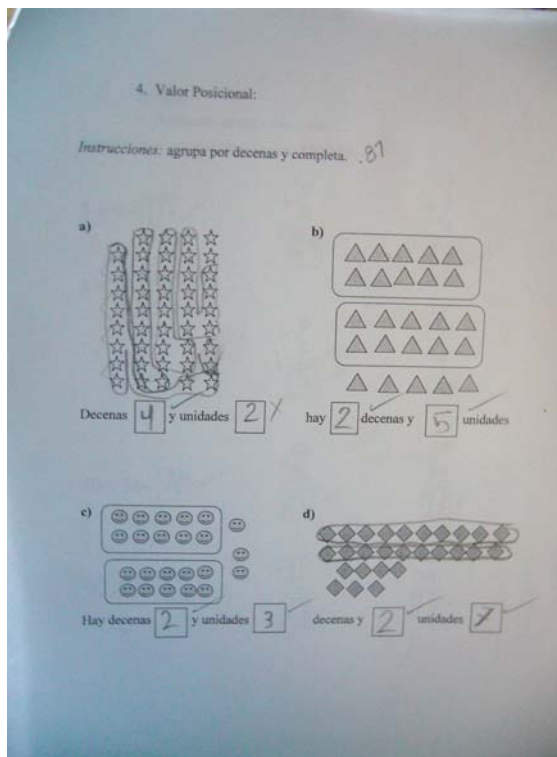 4. Valor Posicional:
Instrucciones: agrupa por decenas y completa. .87
a)
b)
Decenas 4 y unidades 2
hay 2 decenas y 5 unidades
c)
d)
Hay decenas 2 y unidades 3
decenas y 2 unidades 7